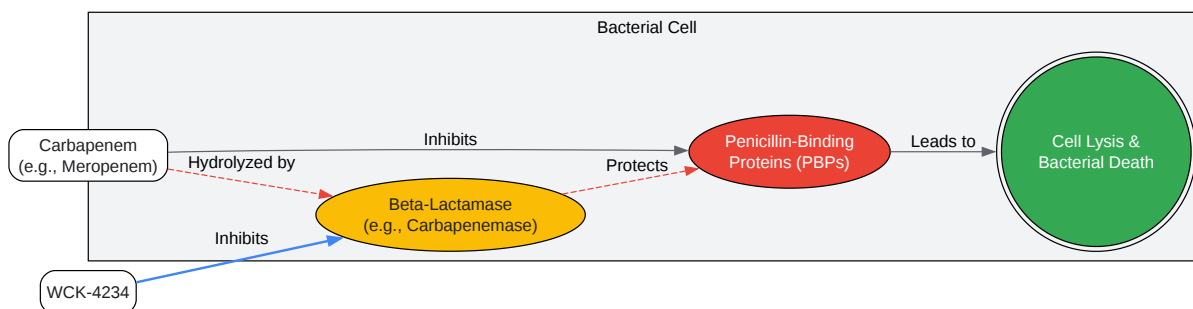 Bacterial Cell
Carbapenem
(e.g., Meropenem)
Inhibits
Hydrolyzed by
Penicillin-Binding
Proteins (PBPs)
Leads to
Cell Lysis &
Bacterial Death
Protects
Beta-Lactamase
(e.g., Carbapenemase)
Inhibits
WCK-4234